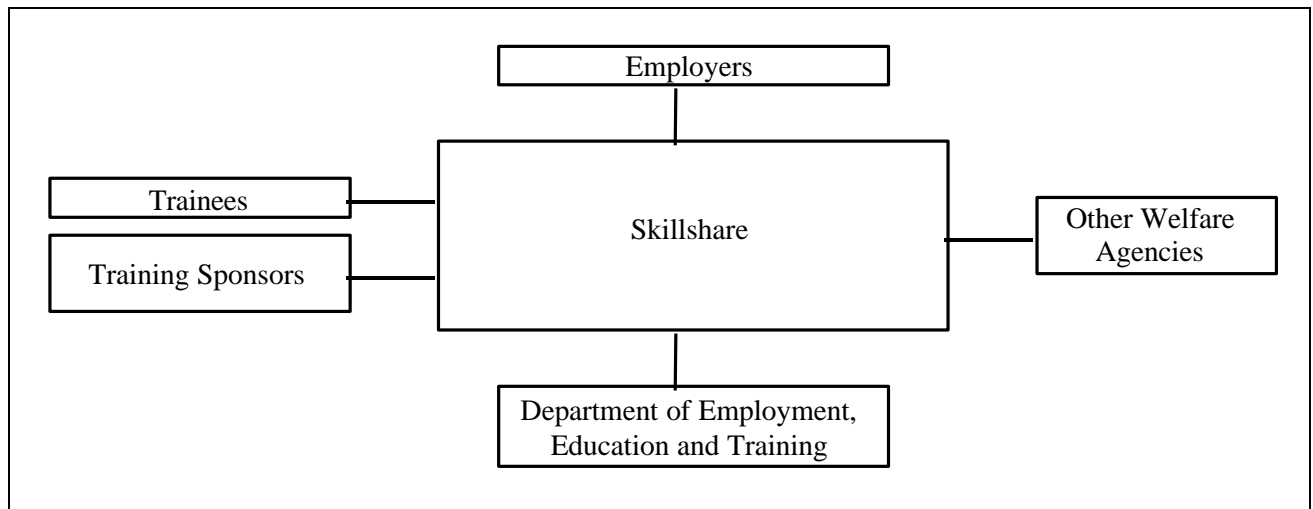 Employers
Trainees
Skillshare
Other Welfare
Agencies
Training Sponsors
Department of Employment,
Education and Training